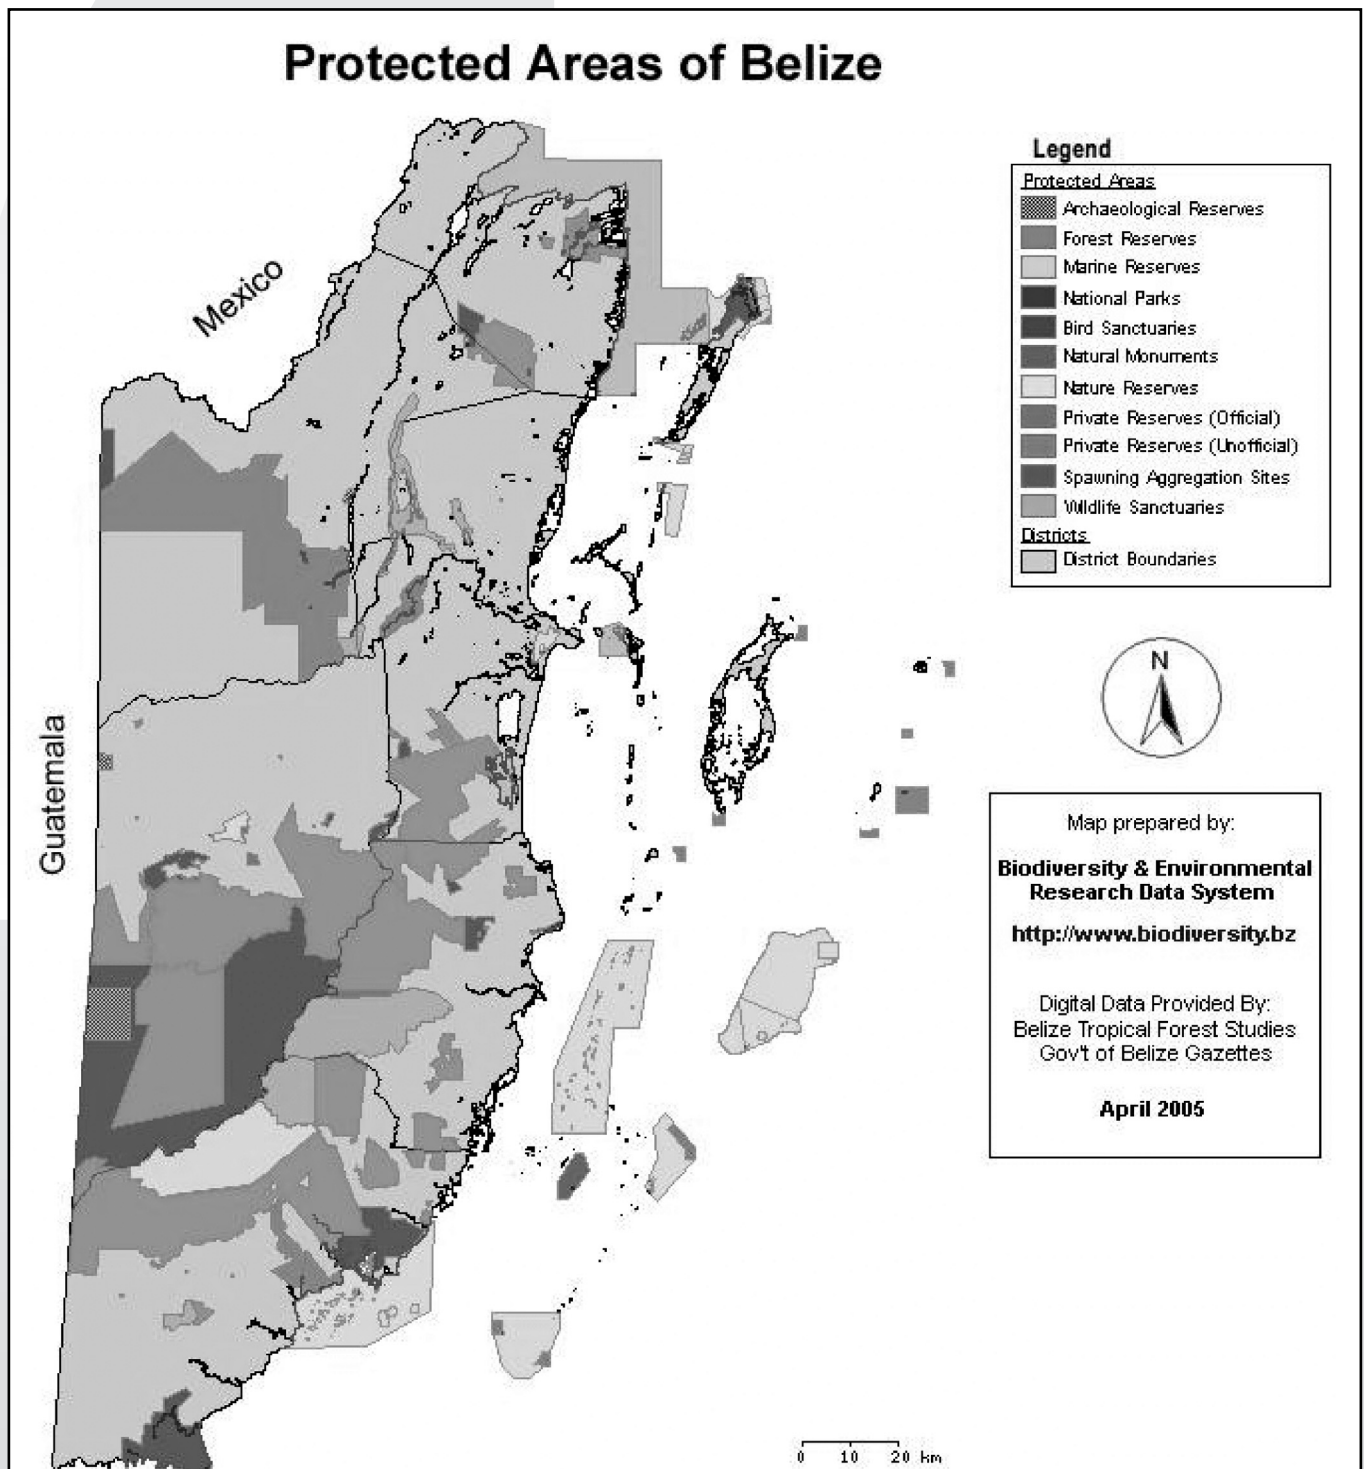 Protected Areas of Belize
Mexico
Guatemala
Legend
Protected Areas
Archaeological Reserves
Forest Reserves
Marine Reserves
National Parks
Bird Sanctuaries
Natural Monuments
Nature Reserves
Private Reserves (Official)
Private Reserves (Unofficial)
Spawning Aggregation Sites
Wildlife Sanctuaries
Districts
District Boundaries
N
Map prepared by:
Biodiversity & Environmental
Research Data System
http://www.biodiversity.bz
Digital Data Provided By:
Belize Tropical Forest Studies
Gov't of Belize Gazettes
April 2005
0 10 20 km